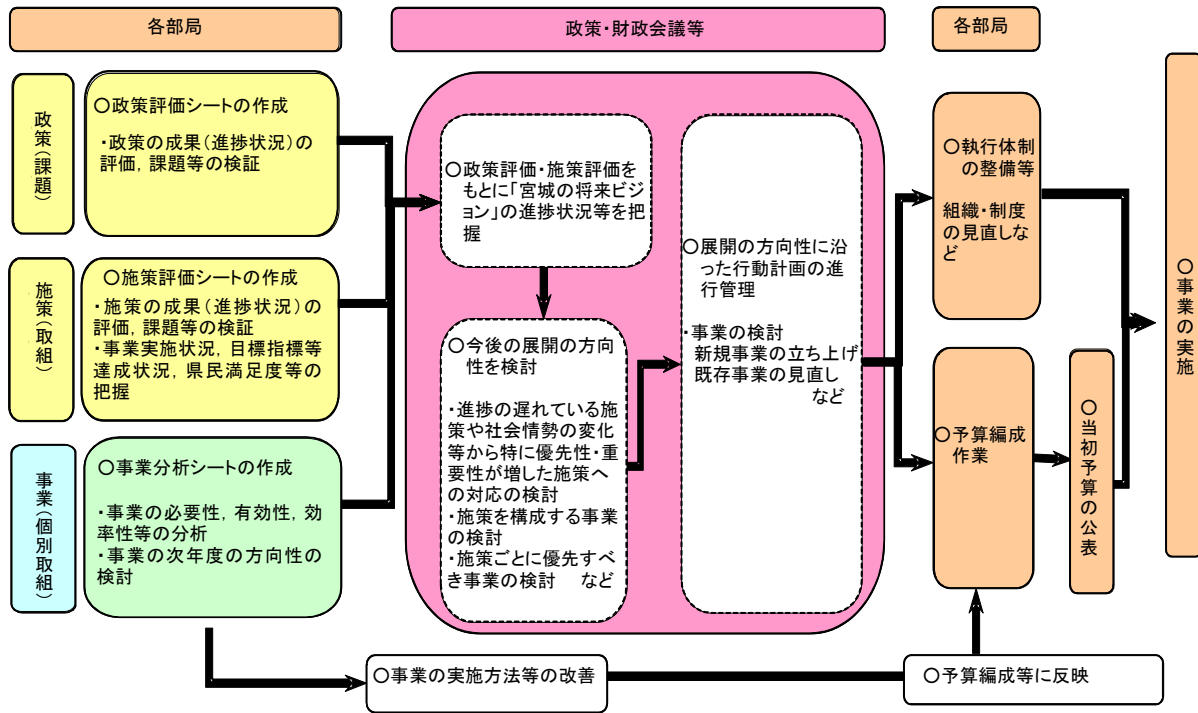 各部局
政策・財政会議等
各部局
政策(課題)
○政策評価シートの作成
・政策の成果(進捗状況)の
評価，課題等の検証
施策(取組)
○施策評価シートの作成
・施策の成果(進捗状況)の
評価，課題等の検証
・事業実施状況，目標指標等
達成状況，県民満足度等の
把握
事業(個別取組)
○事業分析シートの作成
・事業の必要性，有効性，効
率性等の分析
・事業の次年度の方向性の
検討
○政策評価・施策評価を
もとに「宮城の将来ビジ
ョン」の進捗状況等を把
握
○今後の展開の方向
性を検討
・進捗の遅れている施
策や社会情勢の変化
等から特に優先性・重
要性が増した施策へ
の対応の検討
・施策を構成する事業
の検討
・施策ごとに優先すべ
き事業の検討　など
○展開の方向性に沿
った行動計画の進
行管理
・事業の検討
新規事業の立ち上げ
既存事業の見直し
など
○執行体制
の整備等
組織・制度
の見直しな
ど
○予算編成
作業
○当初予算の公表
○事業の実施
○事業の実施方法等の改善
○予算編成等に反映